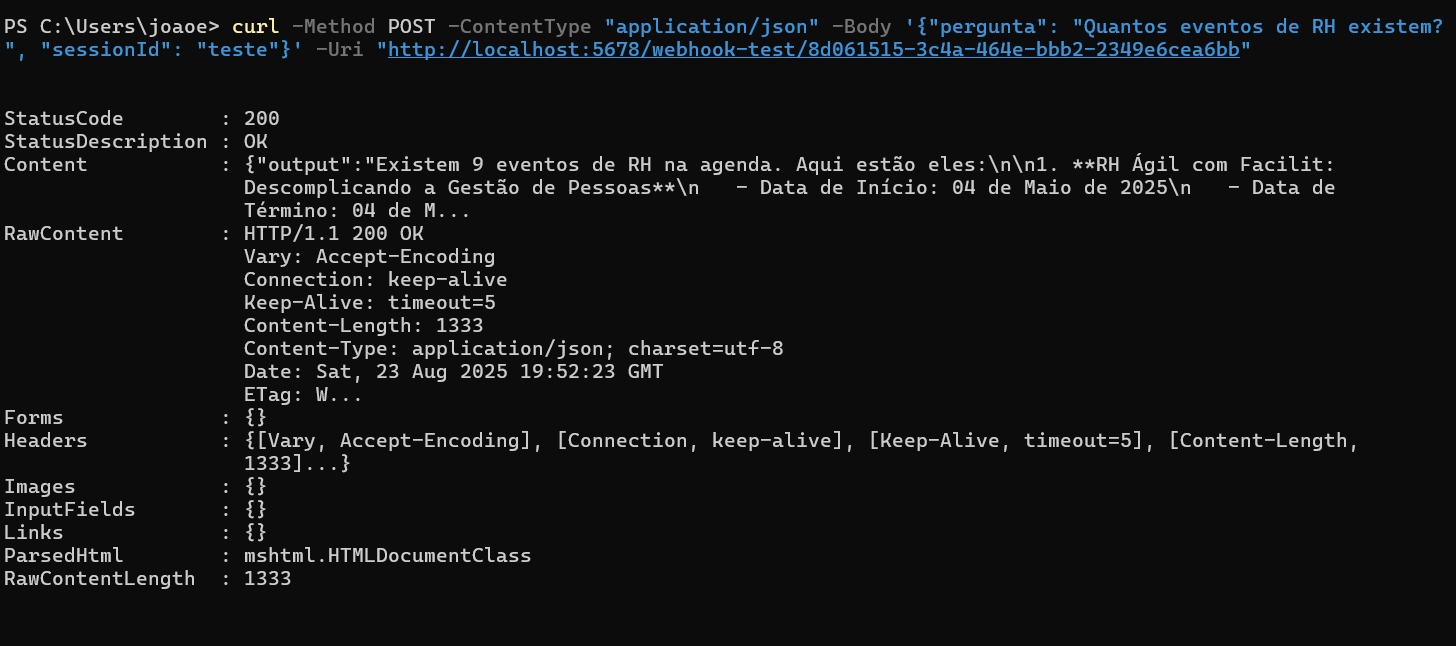 PS C:\Users\joaoe> curl -Method POST -ContentType "application/json" -Body '{"pergunta": "Quantos eventos de RH existem?
", "sessionId": "teste"}' -Uri "http://localhost:5678/webhook-test/8d061515-3c4a-464e-bbb2-2349e6cea6bb"
StatusCode        : 200
StatusDescription : OK
Content           : {"output":"Existem 9 eventos de RH na agenda. Aqui estão eles:\n\n1. **RH Ágil com Facilit:
                    Descomplicando a Gestão de Pessoas**\n   - Data de Início: 04 de Maio de 2025\n   - Data de
                    Término: 04 de M...
RawContent        : HTTP/1.1 200 OK
                    Vary: Accept-Encoding
                    Connection: keep-alive
                    Keep-Alive: timeout=5
                    Content-Length: 1333
                    Content-Type: application/json; charset=utf-8
                    Date: Sat, 23 Aug 2025 19:52:23 GMT
                    ETag: W...
Forms             : {}
Headers           : {[Vary, Accept-Encoding], [Connection, keep-alive], [Keep-Alive, timeout=5], [Content-Length,
                    1333]...}
Images            : {}
InputFields       : {}
Links             : {}
ParsedHtml        : mshtml.HTMLDocumentClass
RawContentLength  : 1333